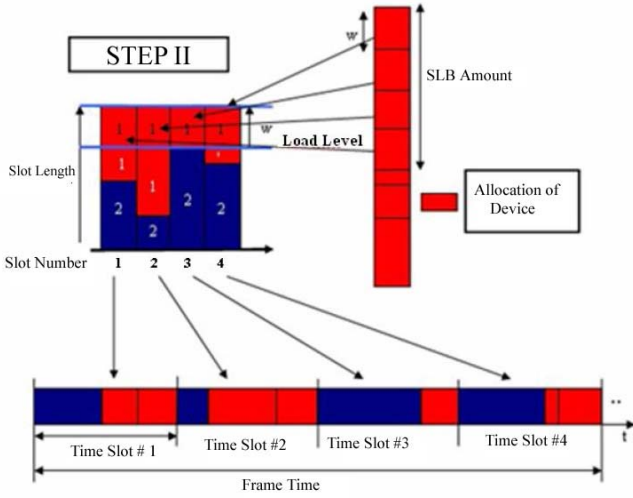 STEP II
w
SLB Amount
1 1 1 1
w
Load Level
1
1
1
Slot Length
2
2
2
2
Allocation of
Device
Slot Number 1 2 3 4
..
t
Time Slot # 1
Time Slot #2
Time Slot #3
Time Slot #4
Frame Time